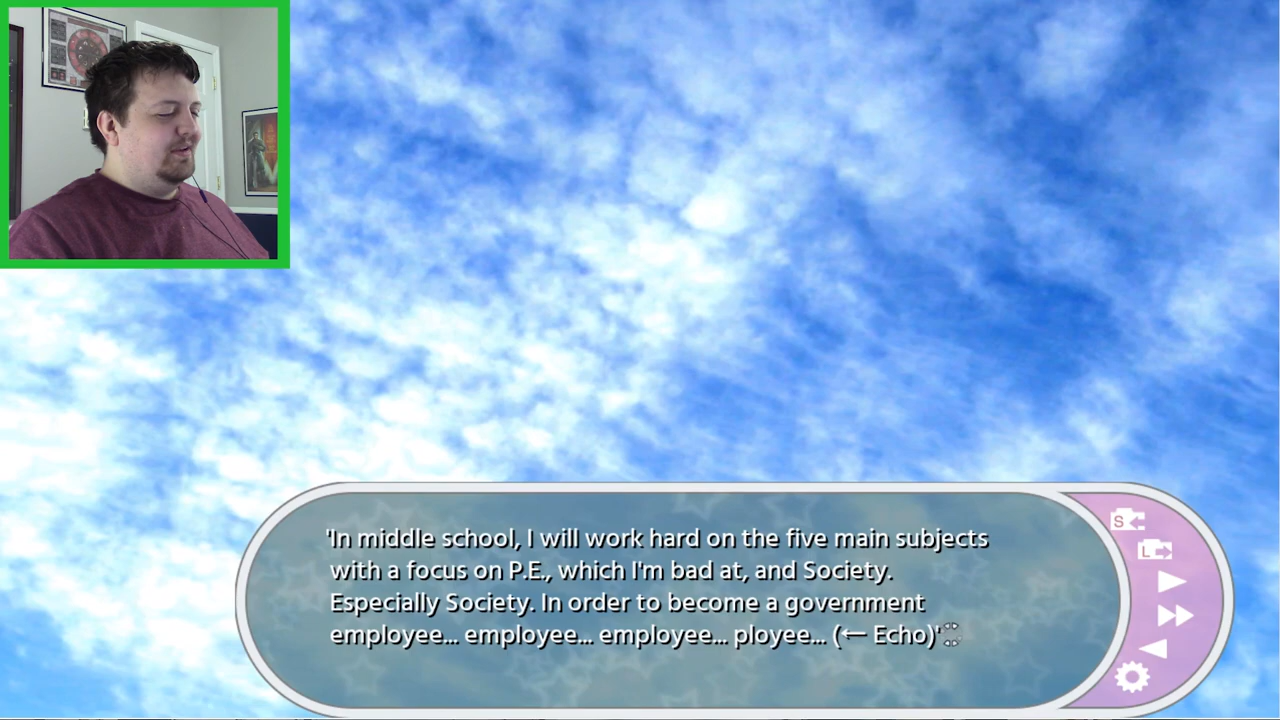 'In middle school, I will work hard on the five main subjects
with a focus on P.E., which I'm bad at, and Society.
Especially Society. In order to become a government
employee... employee... employee... ployee... (← Echo)'
S
L